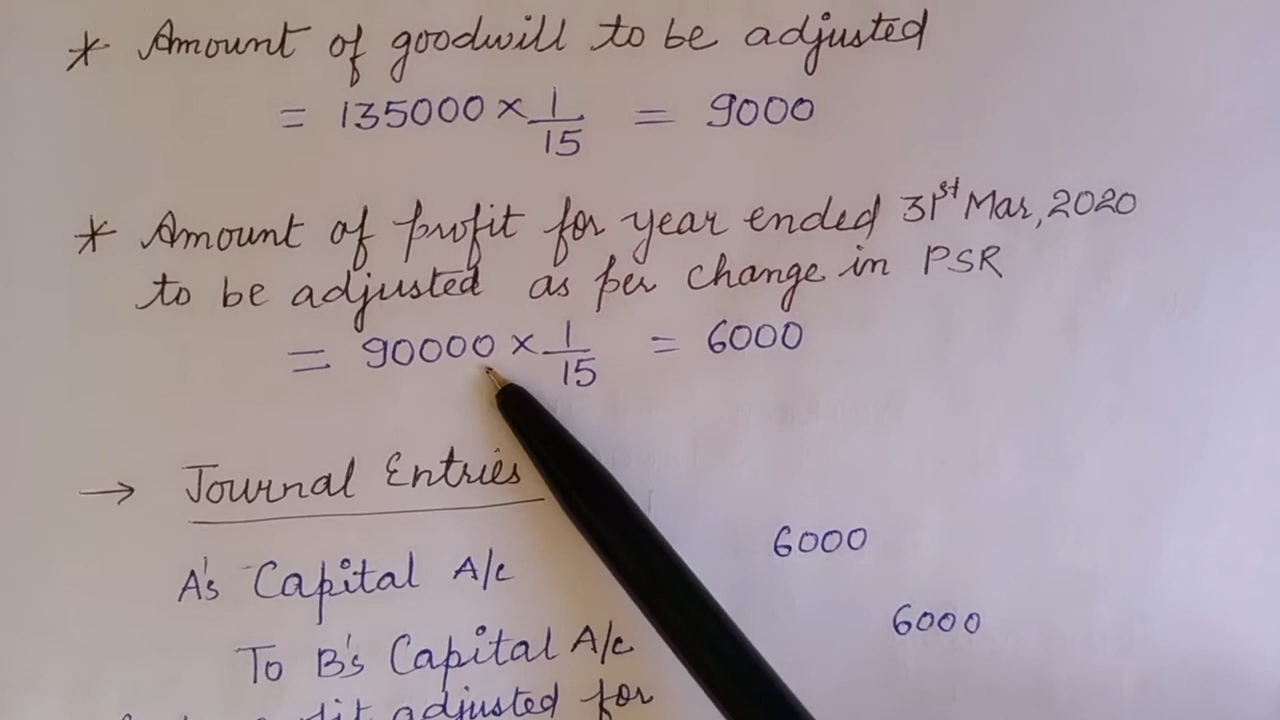 * Amount of goodwill to be adjusted
= 135000 × 1/15 = 9000
* Amount of profit for year ended 31st Mar, 2020
to be adjusted as per change in PSR
= 90000 × 1/15 = 6000
→ Journal Entries
A's Capital A/c 6000
To B's Capital A/c 6000
adjusted for